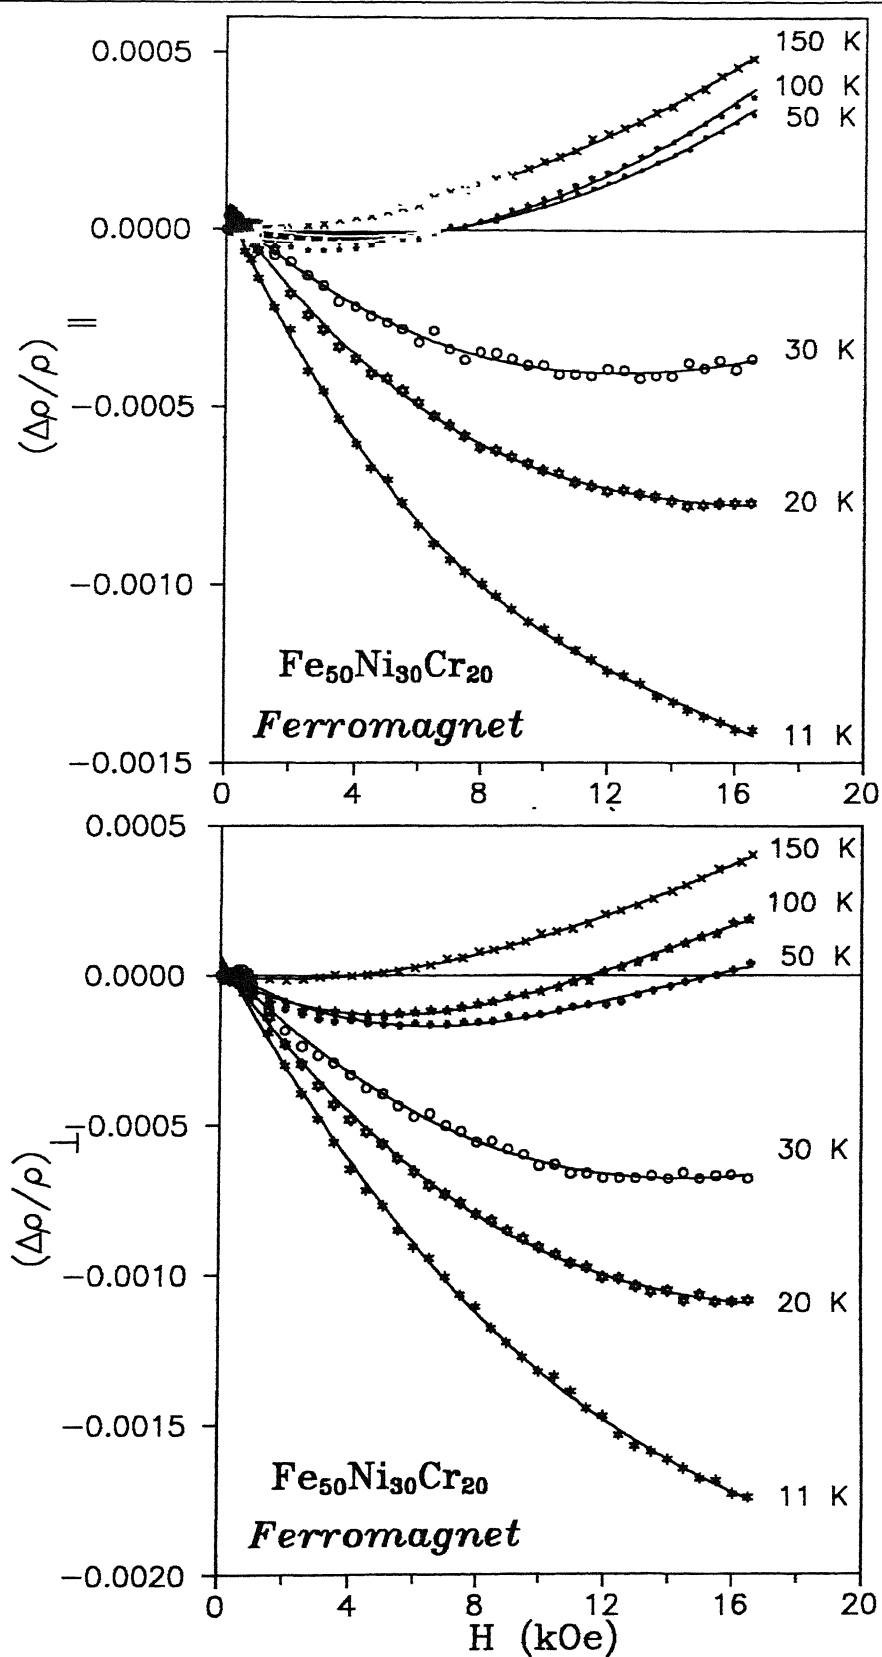 0.0005
0.0000
−0.0005
−0.0010
−0.0015
(Δρ/ρ) ∥
150 K
100 K
50 K
30 K
20 K
11 K
Fe₅₀Ni₃₀Cr₂₀
Ferromagnet
0 4 8 12 16 20
0.0005
0.0000
−0.0005
−0.0010
−0.0015
−0.0020
(Δρ/ρ) ⊥
150 K
100 K
50 K
30 K
20 K
11 K
Fe₅₀Ni₃₀Cr₂₀
Ferromagnet
0 4 8 12 16 20
H (kOe)